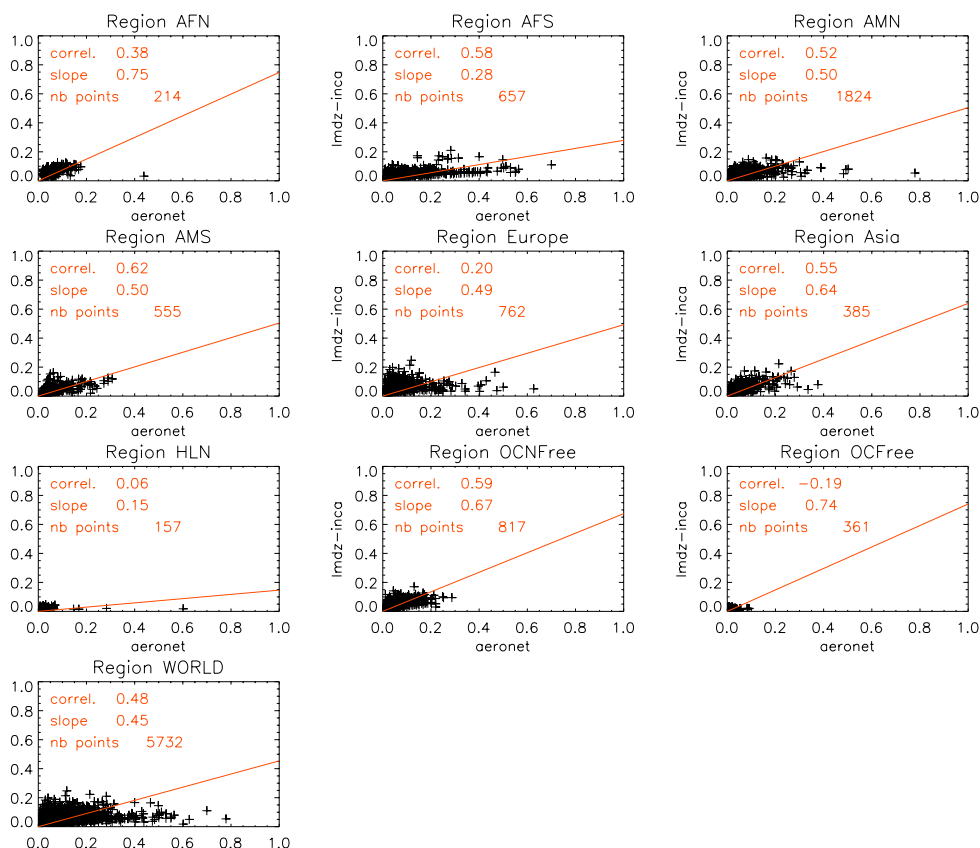 Region AFN
correl. 0.38
slope 0.75
nb points 214
1.0
0.8
0.6
0.4
0.2
0.0
0.0 0.2 0.4 0.6 0.8 1.0
aeronet
Region AFS
correl. 0.58
slope 0.28
nb points 657
lmdz-inca
1.0
0.8
0.6
0.4
0.2
0.0
0.0 0.2 0.4 0.6 0.8 1.0
aeronet
Region AMN
correl. 0.52
slope 0.50
nb points 1824
lmdz-inca
1.0
0.8
0.6
0.4
0.2
0.0
0.0 0.2 0.4 0.6 0.8 1.0
aeronet
Region AMS
correl. 0.62
slope 0.50
nb points 555
1.0
0.8
0.6
0.4
0.2
0.0
0.0 0.2 0.4 0.6 0.8 1.0
aeronet
Region Europe
correl. 0.20
slope 0.49
nb points 762
lmdz-inca
1.0
0.8
0.6
0.4
0.2
0.0
0.0 0.2 0.4 0.6 0.8 1.0
aeronet
Region Asia
correl. 0.55
slope 0.64
nb points 385
lmdz-inca
1.0
0.8
0.6
0.4
0.2
0.0
0.0 0.2 0.4 0.6 0.8 1.0
aeronet
Region HLN
correl. 0.06
slope 0.15
nb points 157
1.0
0.8
0.6
0.4
0.2
0.0
0.0 0.2 0.4 0.6 0.8 1.0
aeronet
Region OCNFree
correl. 0.59
slope 0.67
nb points 817
lmdz-inca
1.0
0.8
0.6
0.4
0.2
0.0
0.0 0.2 0.4 0.6 0.8 1.0
aeronet
Region OCFree
correl. −0.19
slope 0.74
nb points 361
lmdz-inca
1.0
0.8
0.6
0.4
0.2
0.0
0.0 0.2 0.4 0.6 0.8 1.0
aeronet
Region WORLD
correl. 0.48
slope 0.45
nb points 5732
1.0
0.8
0.6
0.4
0.2
0.0
0.0 0.2 0.4 0.6 0.8 1.0